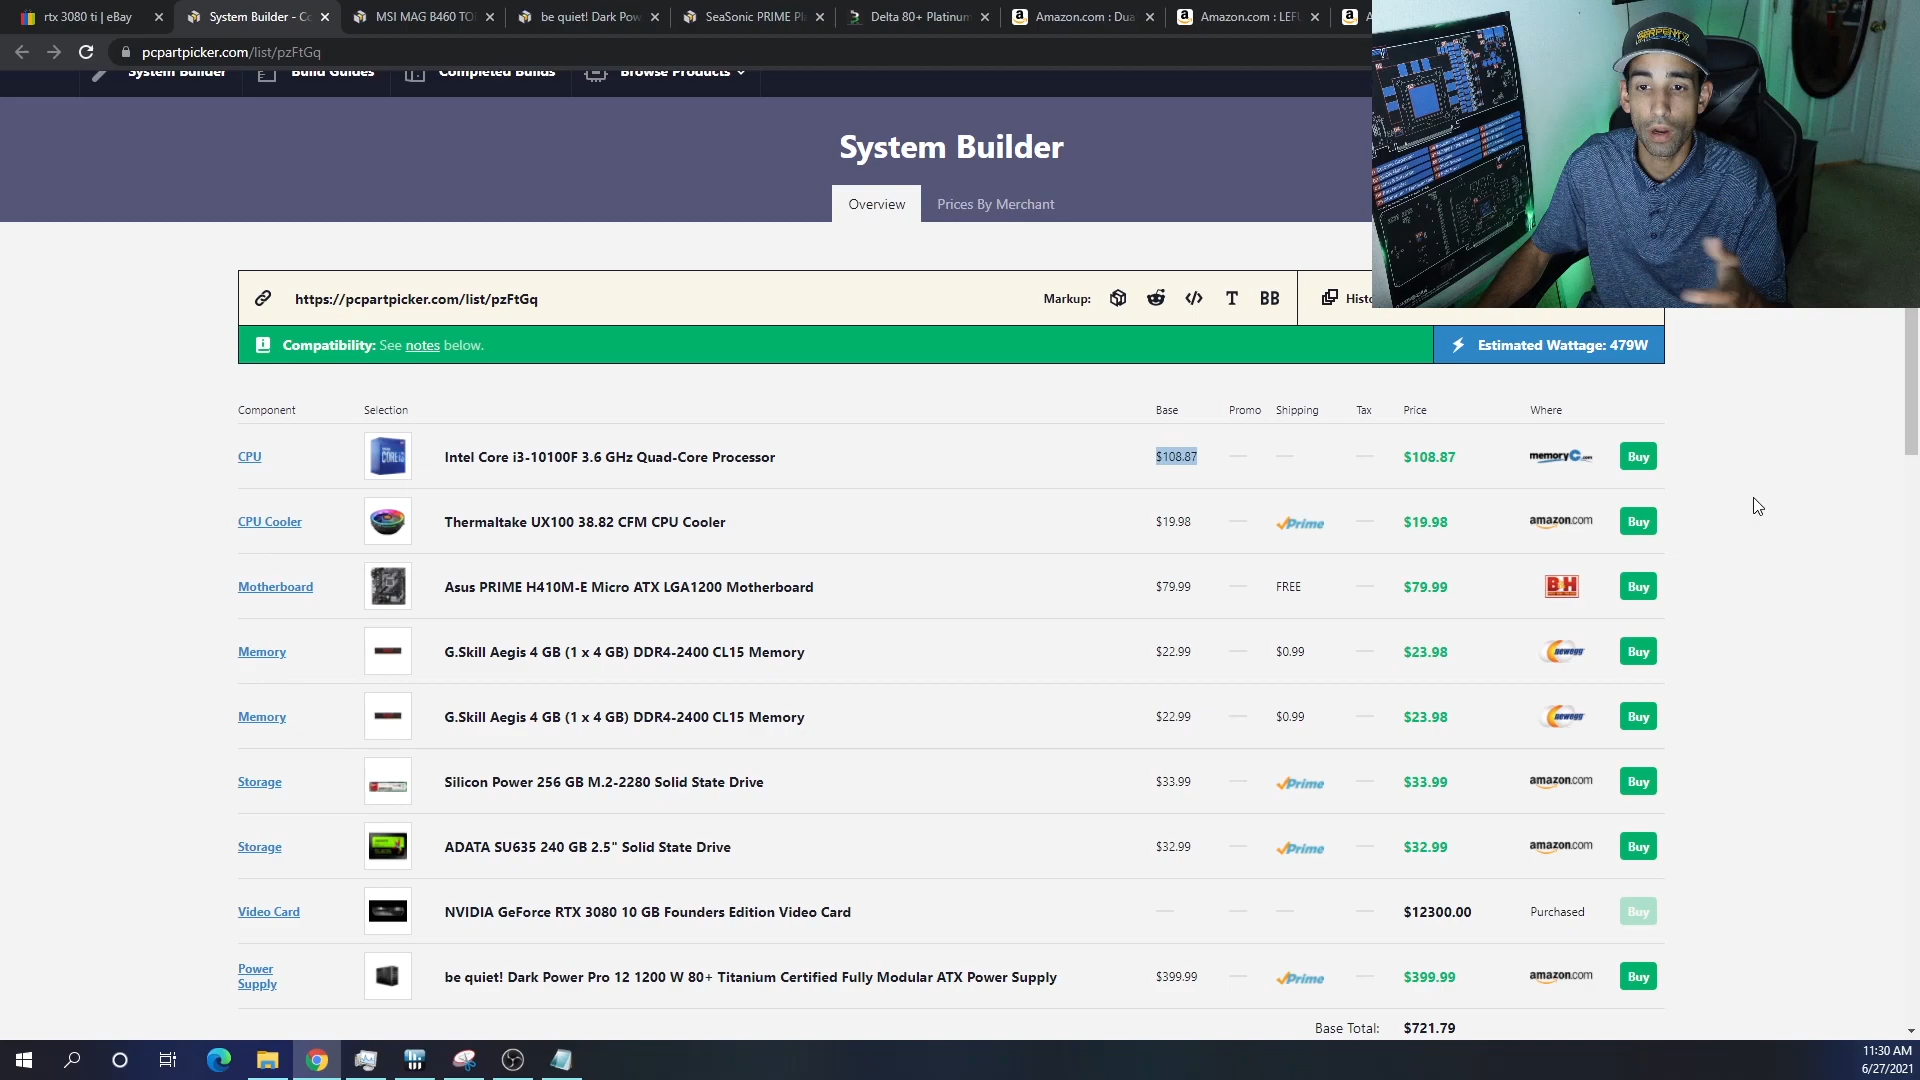 rtx 3080 ti | eBay
System Builder - Co
MSI MAG B460 TO
be quiet! Dark Pow
SeaSonic PRIME Pl
Delta 80+ Platinum
Amazon.com : Dua
Amazon.com : LEFU
A
pcpartpicker.com/list/pzFtGq
System Builder
Build Guides
Completed Builds
Browse Products
SERPENT
System Builder
Overview
Prices By Merchant
https://pcpartpicker.com/list/pzFtGq
Markup:
BB
Histo
Compatibility: See notes below.
Estimated Wattage: 479W
Component Selection Base Promo Shipping Tax Price Where
CPU Intel Core i3-10100F 3.6 GHz Quad-Core Processor $108.87 — — — $108.87 memoryC.com Buy
CPU Cooler Thermaltake UX100 38.82 CFM CPU Cooler $19.98 — Prime — $19.98 amazon.com Buy
Motherboard Asus PRIME H410M-E Micro ATX LGA1200 Motherboard $79.99 — FREE — $79.99 B&H Buy
Memory G.Skill Aegis 4 GB (1 x 4 GB) DDR4-2400 CL15 Memory $22.99 — $0.99 — $23.98 newegg Buy
Memory G.Skill Aegis 4 GB (1 x 4 GB) DDR4-2400 CL15 Memory $22.99 — $0.99 — $23.98 newegg Buy
Storage Silicon Power 256 GB M.2-2280 Solid State Drive $33.99 — Prime — $33.99 amazon.com Buy
Storage ADATA SU635 240 GB 2.5" Solid State Drive $32.99 — Prime — $32.99 amazon.com Buy
Video Card NVIDIA GeForce RTX 3080 10 GB Founders Edition Video Card — — — — $12300.00 Purchased Buy
Power
Supply be quiet! Dark Power Pro 12 1200 W 80+ Titanium Certified Fully Modular ATX Power Supply $399.99 — Prime — $399.99 amazon.com Buy
Base Total: $721.79
11:30 AM
6/27/2021